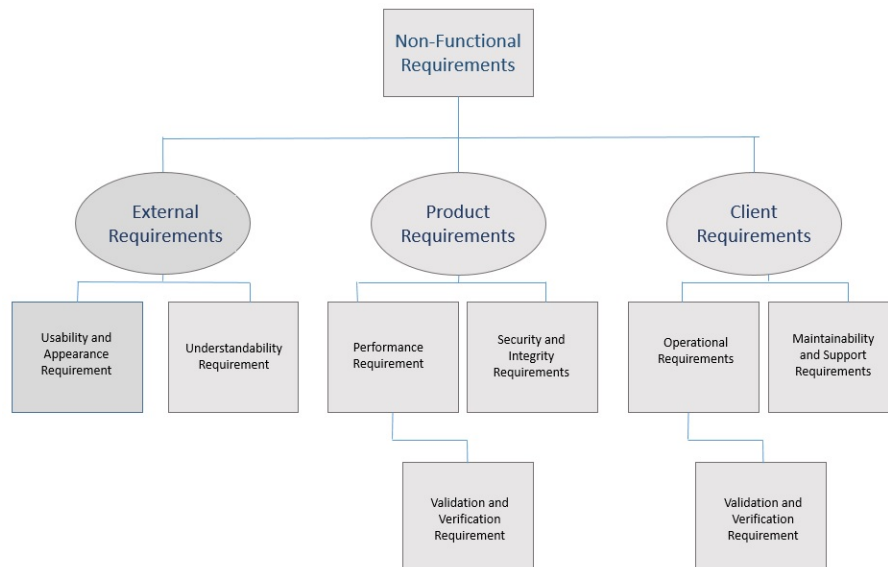 Non-Functional
Requirements
External
Requirements
Product
Requirements
Client
Requirements
Usability and
Appearance
Requirement
Understandability
Requirement
Performance
Requirement
Security and
Integrity
Requirements
Operational
Requirements
Maintainability
and Support
Requirements
Validation and
Verification
Requirement
Validation and
Verification
Requirement